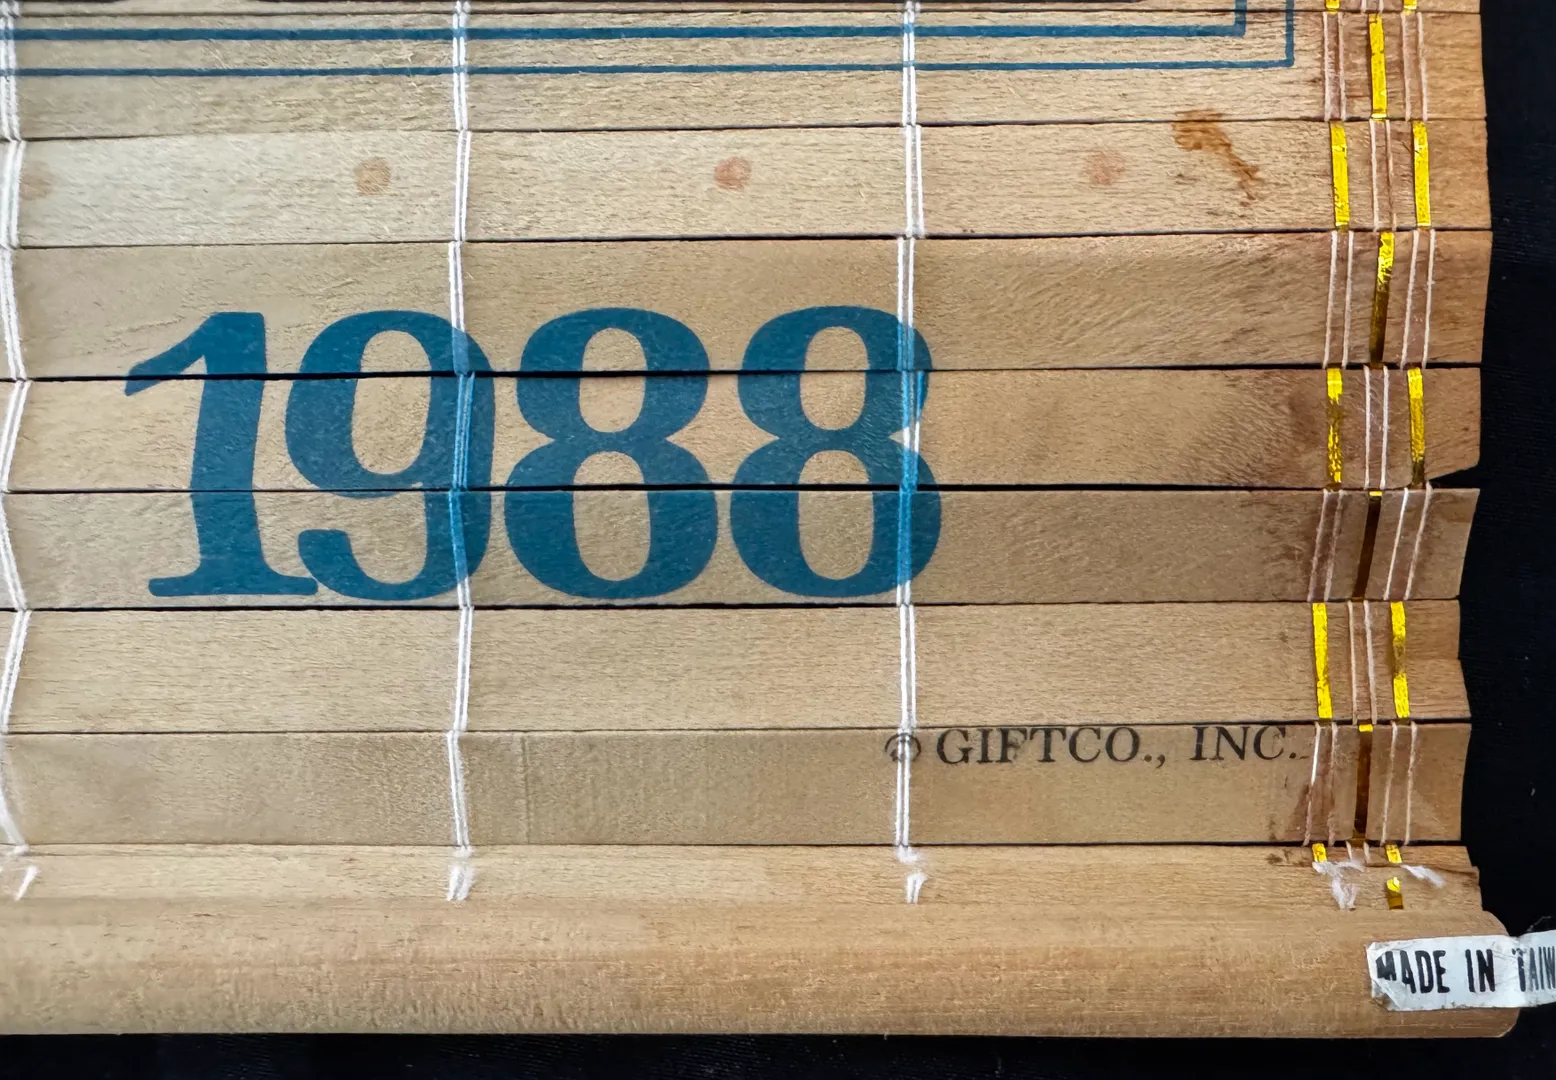 1988
© GIFTCO., INC.
MADE IN TAIW